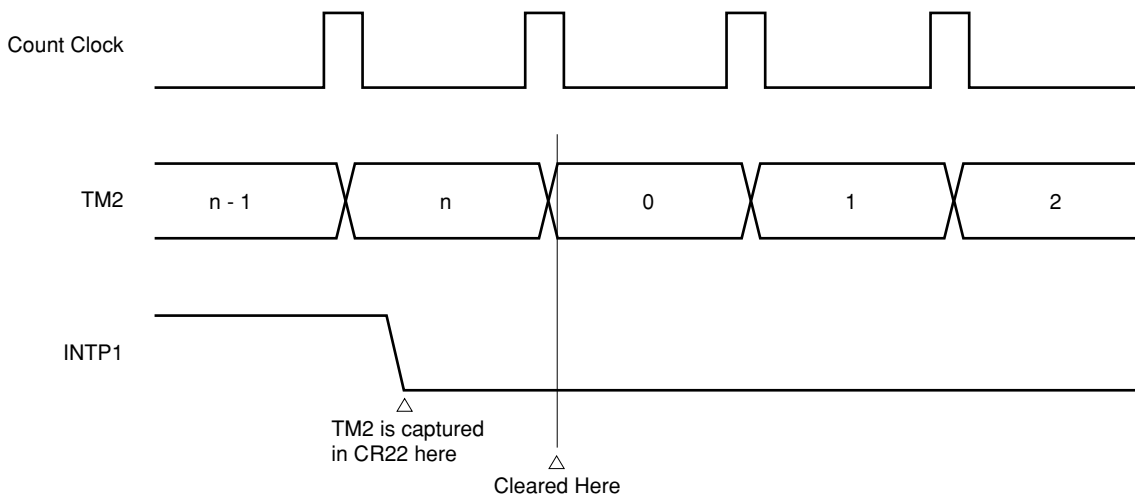 Count Clock
TM2
n - 1
n
0
1
2
INTP1
TM2 is captured
in CR22 here
Cleared Here